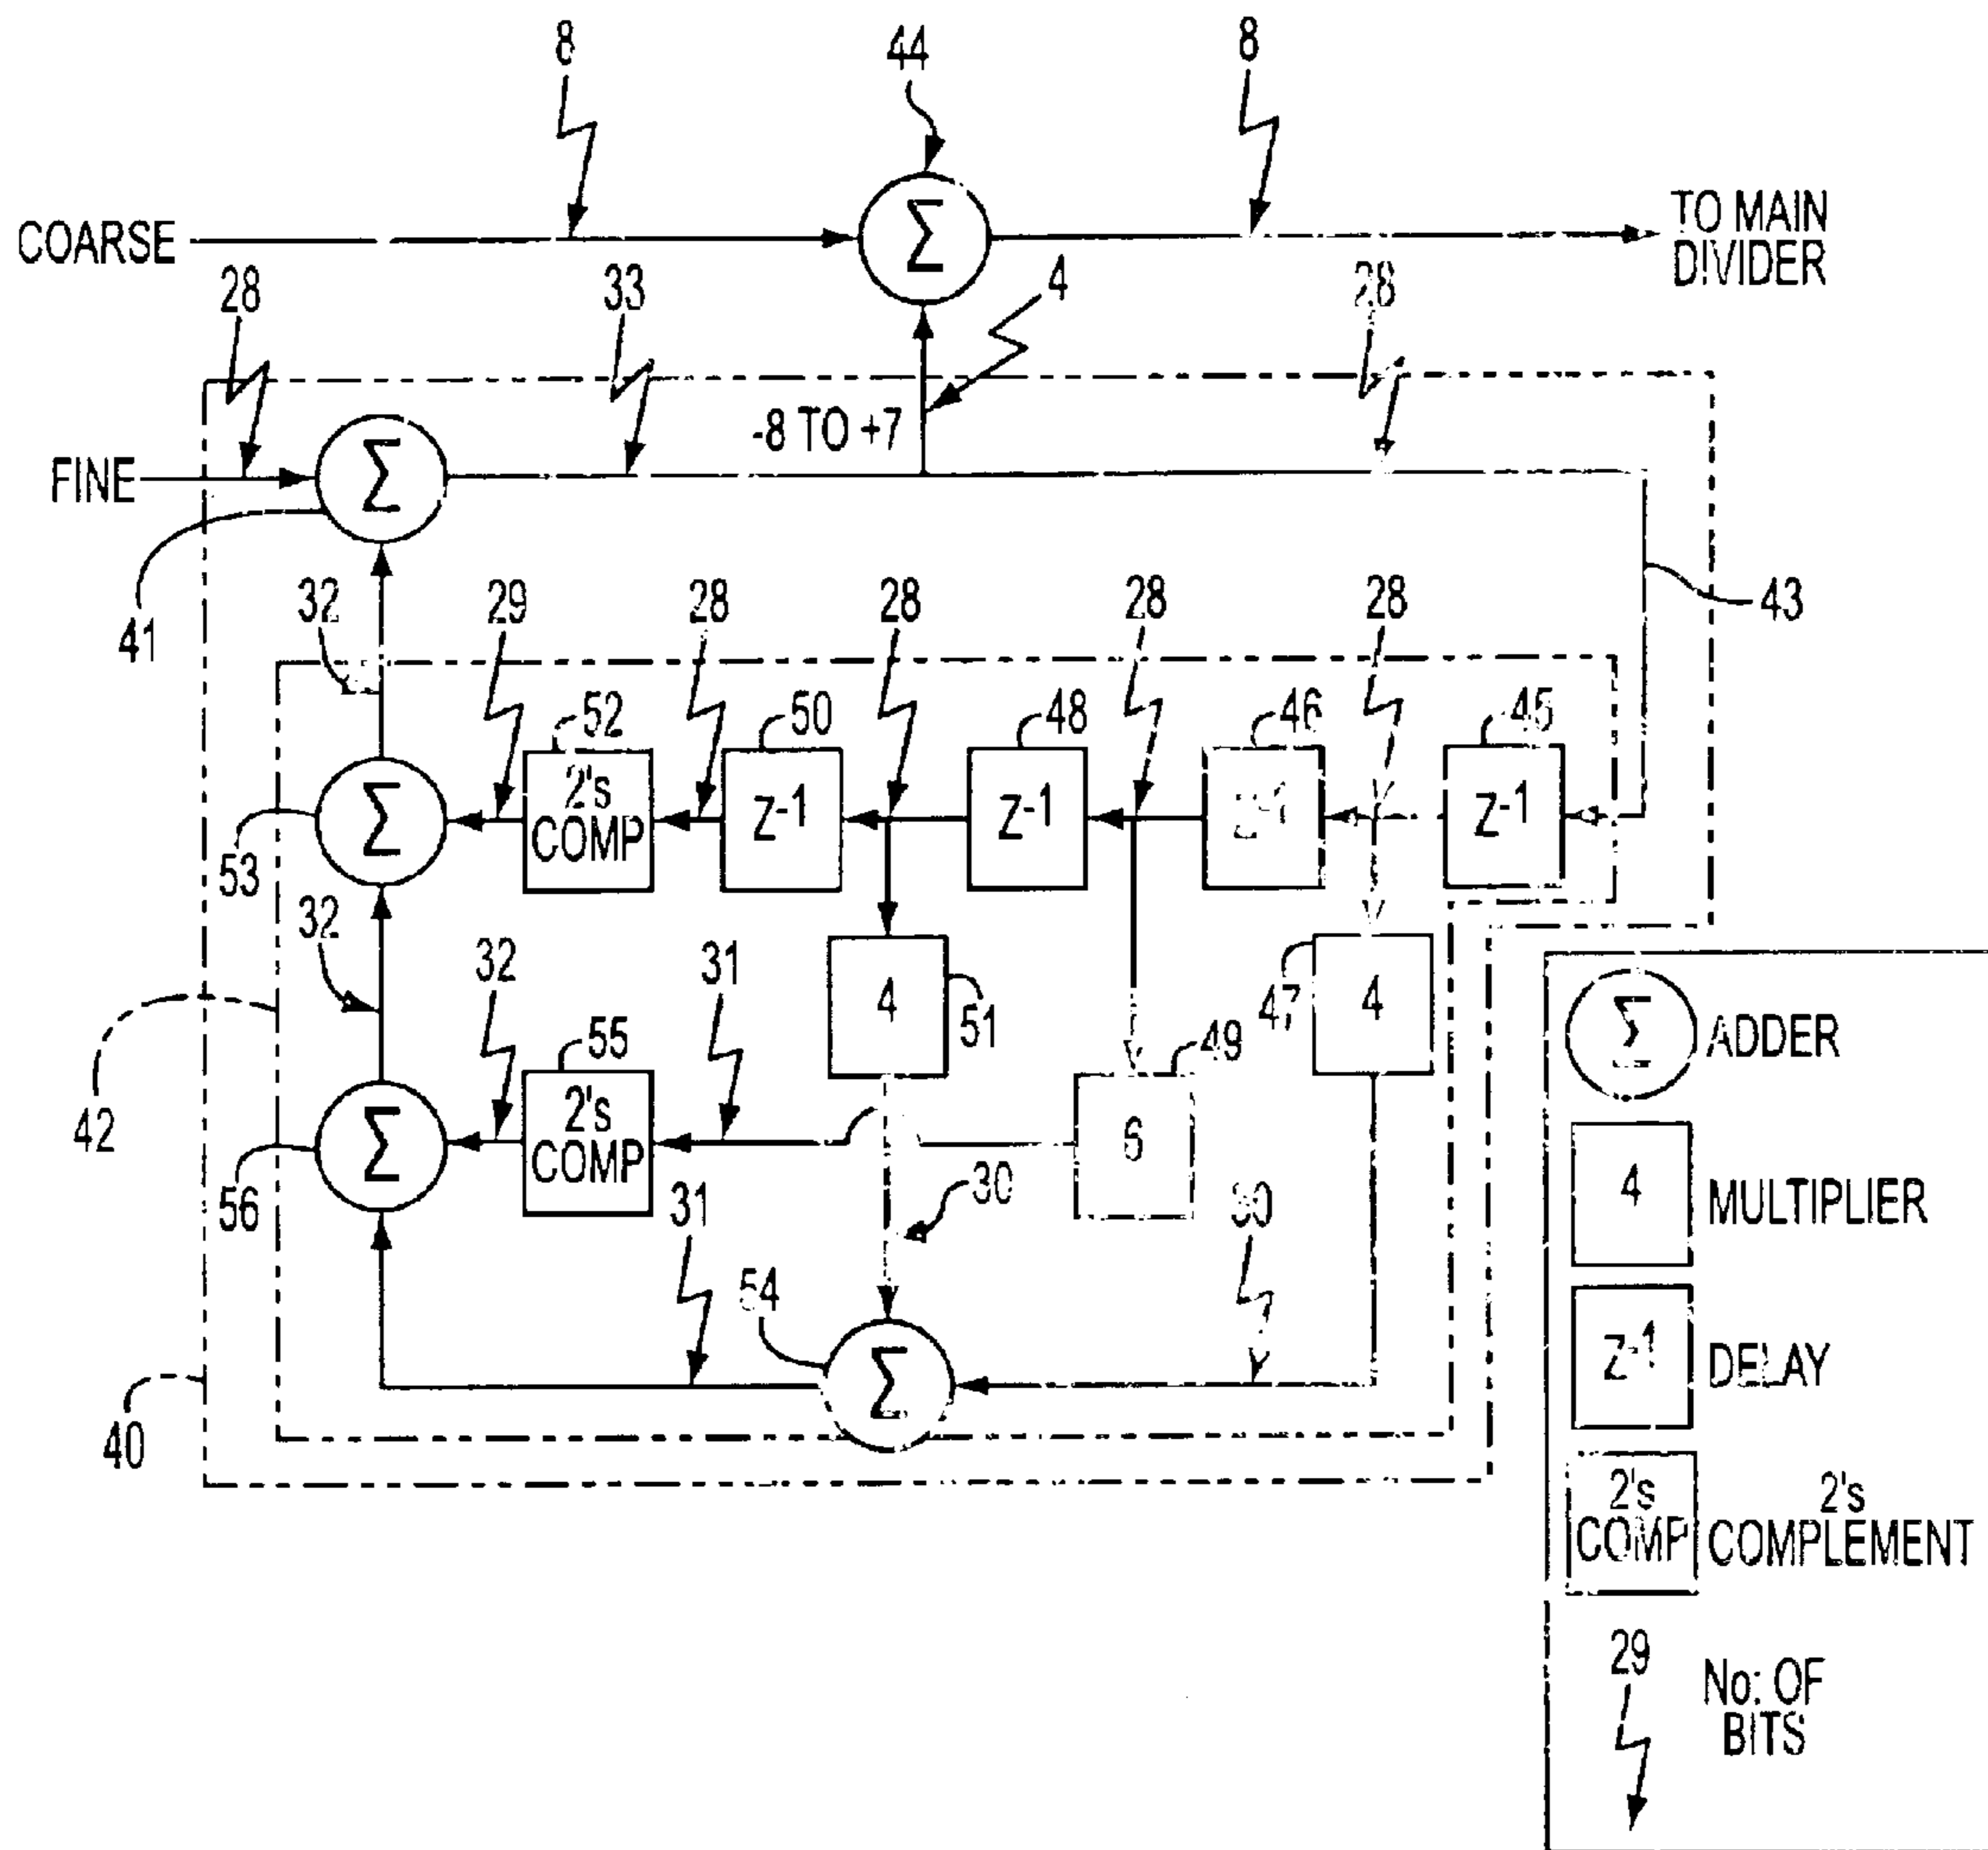 8
44
8
COARSE
Σ
TO MAIN
DIVIDER
28
33
4
28
-8 TO +7
FINE
Σ
41
32
29
28
28
28
28
43
52
50
48
46
45
Σ
2's
COMP
z-1
z-1
z-1
z-1
53
32
32
31
4
51
47
4
42
55
49
56
Σ
2's
COMP
6
31
30
30
54
Σ
40
Σ
ADDER
4
MULTIPLIER
z-1
DELAY
2's
COMP
2's
COMPLEMENT
29
No: OF
BITS